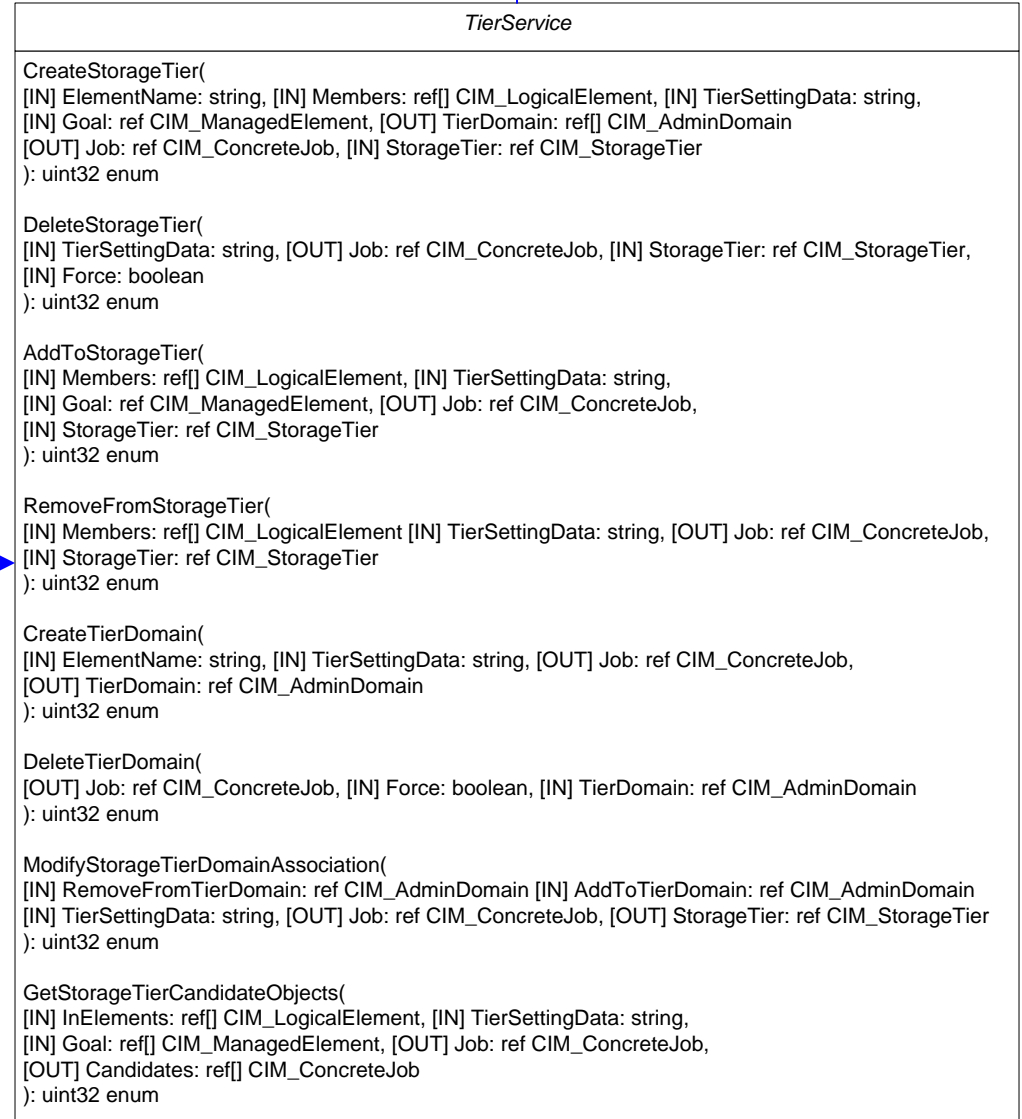 TierService
CreateStorageTier(
[IN] ElementName: string, [IN] Members: ref[] CIM_LogicalElement, [IN] TierSettingData: string,
[IN] Goal: ref CIM_ManagedElement, [OUT] TierDomain: ref[] CIM_AdminDomain
[OUT] Job: ref CIM_ConcreteJob, [IN] StorageTier: ref CIM_StorageTier
): uint32 enum
DeleteStorageTier(
[IN] TierSettingData: string, [OUT] Job: ref CIM_ConcreteJob, [IN] StorageTier: ref CIM_StorageTier,
[IN] Force: boolean
): uint32 enum
AddToStorageTier(
[IN] Members: ref[] CIM_LogicalElement, [IN] TierSettingData: string,
[IN] Goal: ref CIM_ManagedElement, [OUT] Job: ref CIM_ConcreteJob,
[IN] StorageTier: ref CIM_StorageTier
): uint32 enum
RemoveFromStorageTier(
[IN] Members: ref[] CIM_LogicalElement [IN] TierSettingData: string, [OUT] Job: ref CIM_ConcreteJob,
[IN] StorageTier: ref CIM_StorageTier
): uint32 enum
CreateTierDomain(
[IN] ElementName: string, [IN] TierSettingData: string, [OUT] Job: ref CIM_ConcreteJob,
[OUT] TierDomain: ref CIM_AdminDomain
): uint32 enum
DeleteTierDomain(
[OUT] Job: ref CIM_ConcreteJob, [IN] Force: boolean, [IN] TierDomain: ref CIM_AdminDomain
): uint32 enum
ModifyStorageTierDomainAssociation(
[IN] RemoveFromTierDomain: ref CIM_AdminDomain [IN] AddToTierDomain: ref CIM_AdminDomain
[IN] TierSettingData: string, [OUT] Job: ref CIM_ConcreteJob, [OUT] StorageTier: ref CIM_StorageTier
): uint32 enum
GetStorageTierCandidateObjects(
[IN] InElements: ref[] CIM_LogicalElement, [IN] TierSettingData: string,
[IN] Goal: ref[] CIM_ManagedElement, [OUT] Job: ref CIM_ConcreteJob,
[OUT] Candidates: ref[] CIM_ConcreteJob
): uint32 enum